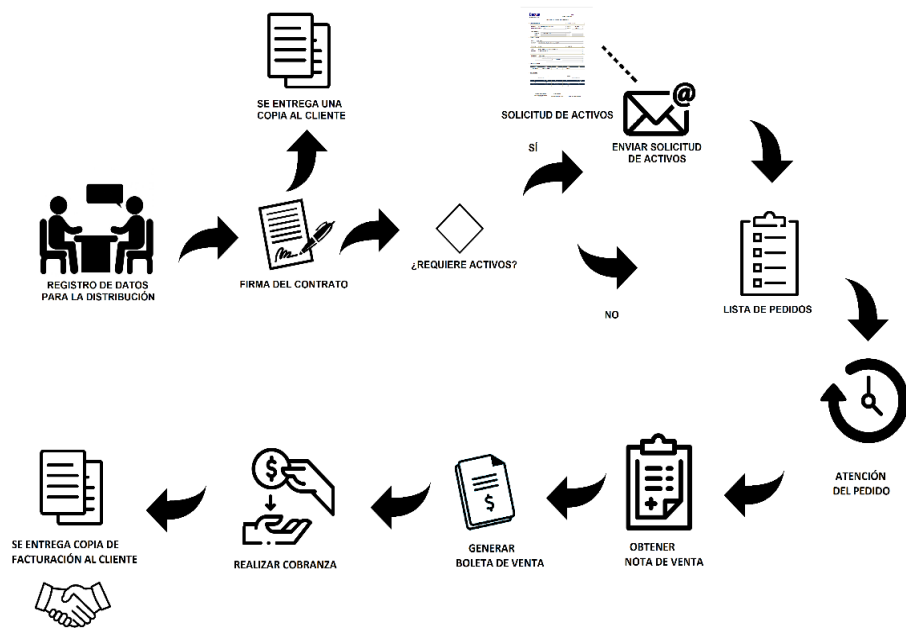 SE ENTREGA UNA
COPIA AL CLIENTE
SOLICITUD DE ACTIVOS
@
ENVIAR SOLICITUD
DE ACTIVOS
SÍ
REGISTRO DE DATOS
PARA LA DISTRIBUCIÓN
FIRMA DEL CONTRATO
¿REQUIERE ACTIVOS?
NO
LISTA DE PEDIDOS
ATENCIÓN
DEL PEDIDO
OBTENER
NOTA DE VENTA
$
GENERAR
BOLETA DE VENTA
$
REALIZAR COBRANZA
SE ENTREGA COPIA DE
FACTURACIÓN AL CLIENTE